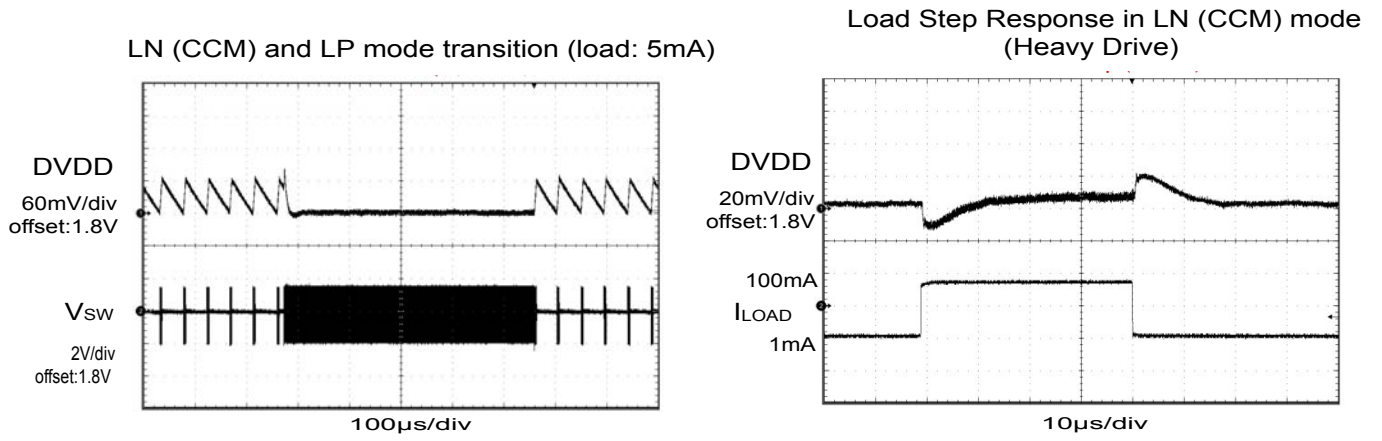 LN (CCM) and LP mode transition (load: 5mA)
DVDD
60mV/div
offset:1.8V
VSW
2V/div
offset:1.8V
100µs/div
Load Step Response in LN (CCM) mode
(Heavy Drive)
DVDD
20mV/div
offset:1.8V
100mA
ILOAD
1mA
10µs/div